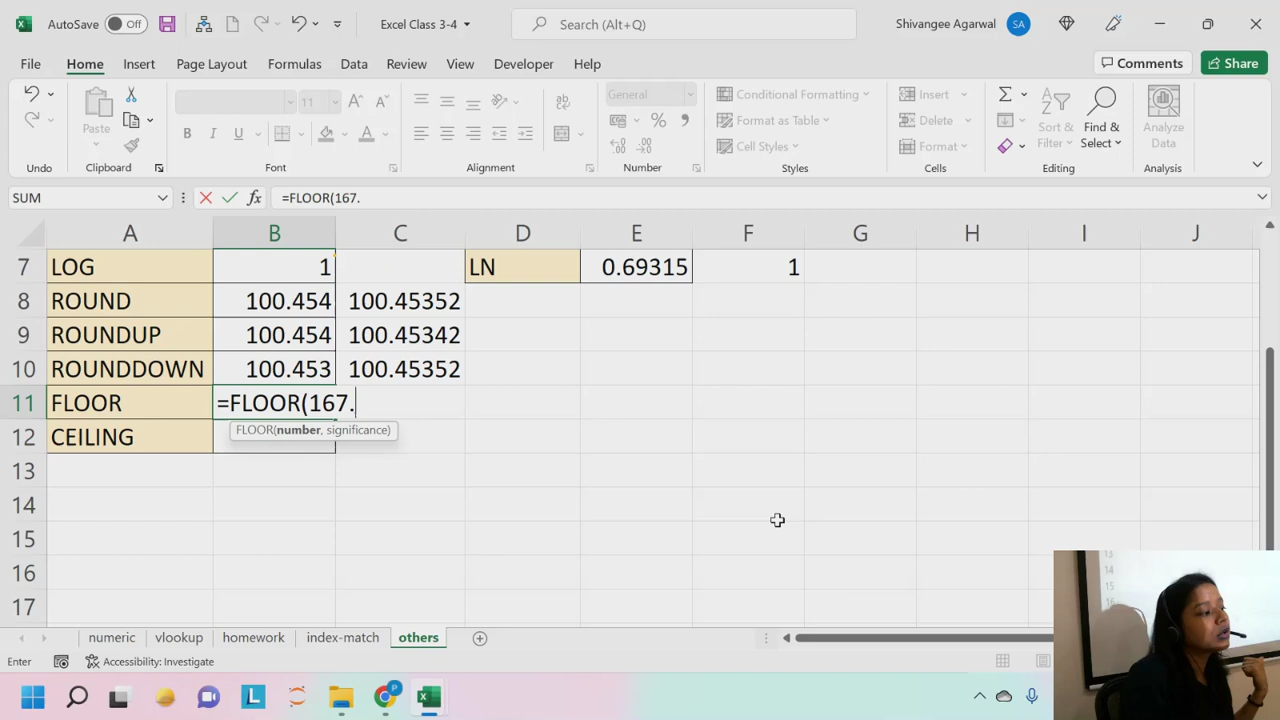 AutoSave Off Excel Class 3-4 Search (Alt+Q) Shivangee Agarwal SA
File Home Insert Page Layout Formulas Data Review View Developer Help Comments Share
11 General Conditional Formatting Insert
Paste B I U Format as Table Delete Sort & Filter Find & Select Analyze Data
Cell Styles Format
Undo Clipboard Font Alignment Number Styles Cells Editing Analysis
SUM fx =FLOOR(167.
A B C D E F G H I J
7 LOG 1 LN 0.69315 1
8 ROUND 100.454 100.45352
9 ROUNDUP 100.454 100.45342
10 ROUNDDOWN 100.453 100.45352
11 FLOOR =FLOOR(167.
FLOOR(number, significance)
12 CEILING
13
14
15
16
17
numeric vlookup homework index-match others
Enter Accessibility: Investigate